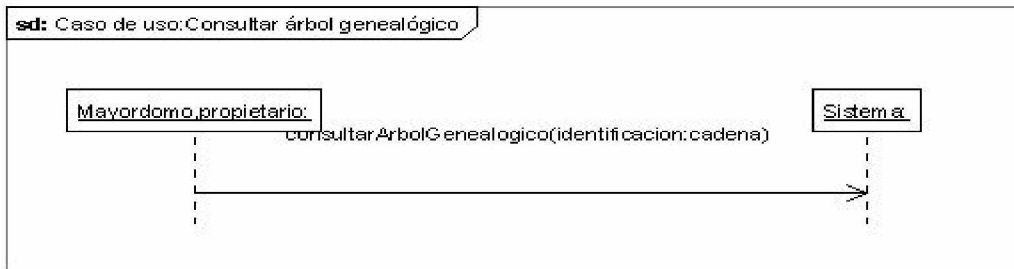 sd: Caso de uso:Consultar árbol genealógico
Mayordomo,propietario:
Sistema:
consultarArbolGenealogico(identificacion:cadena)